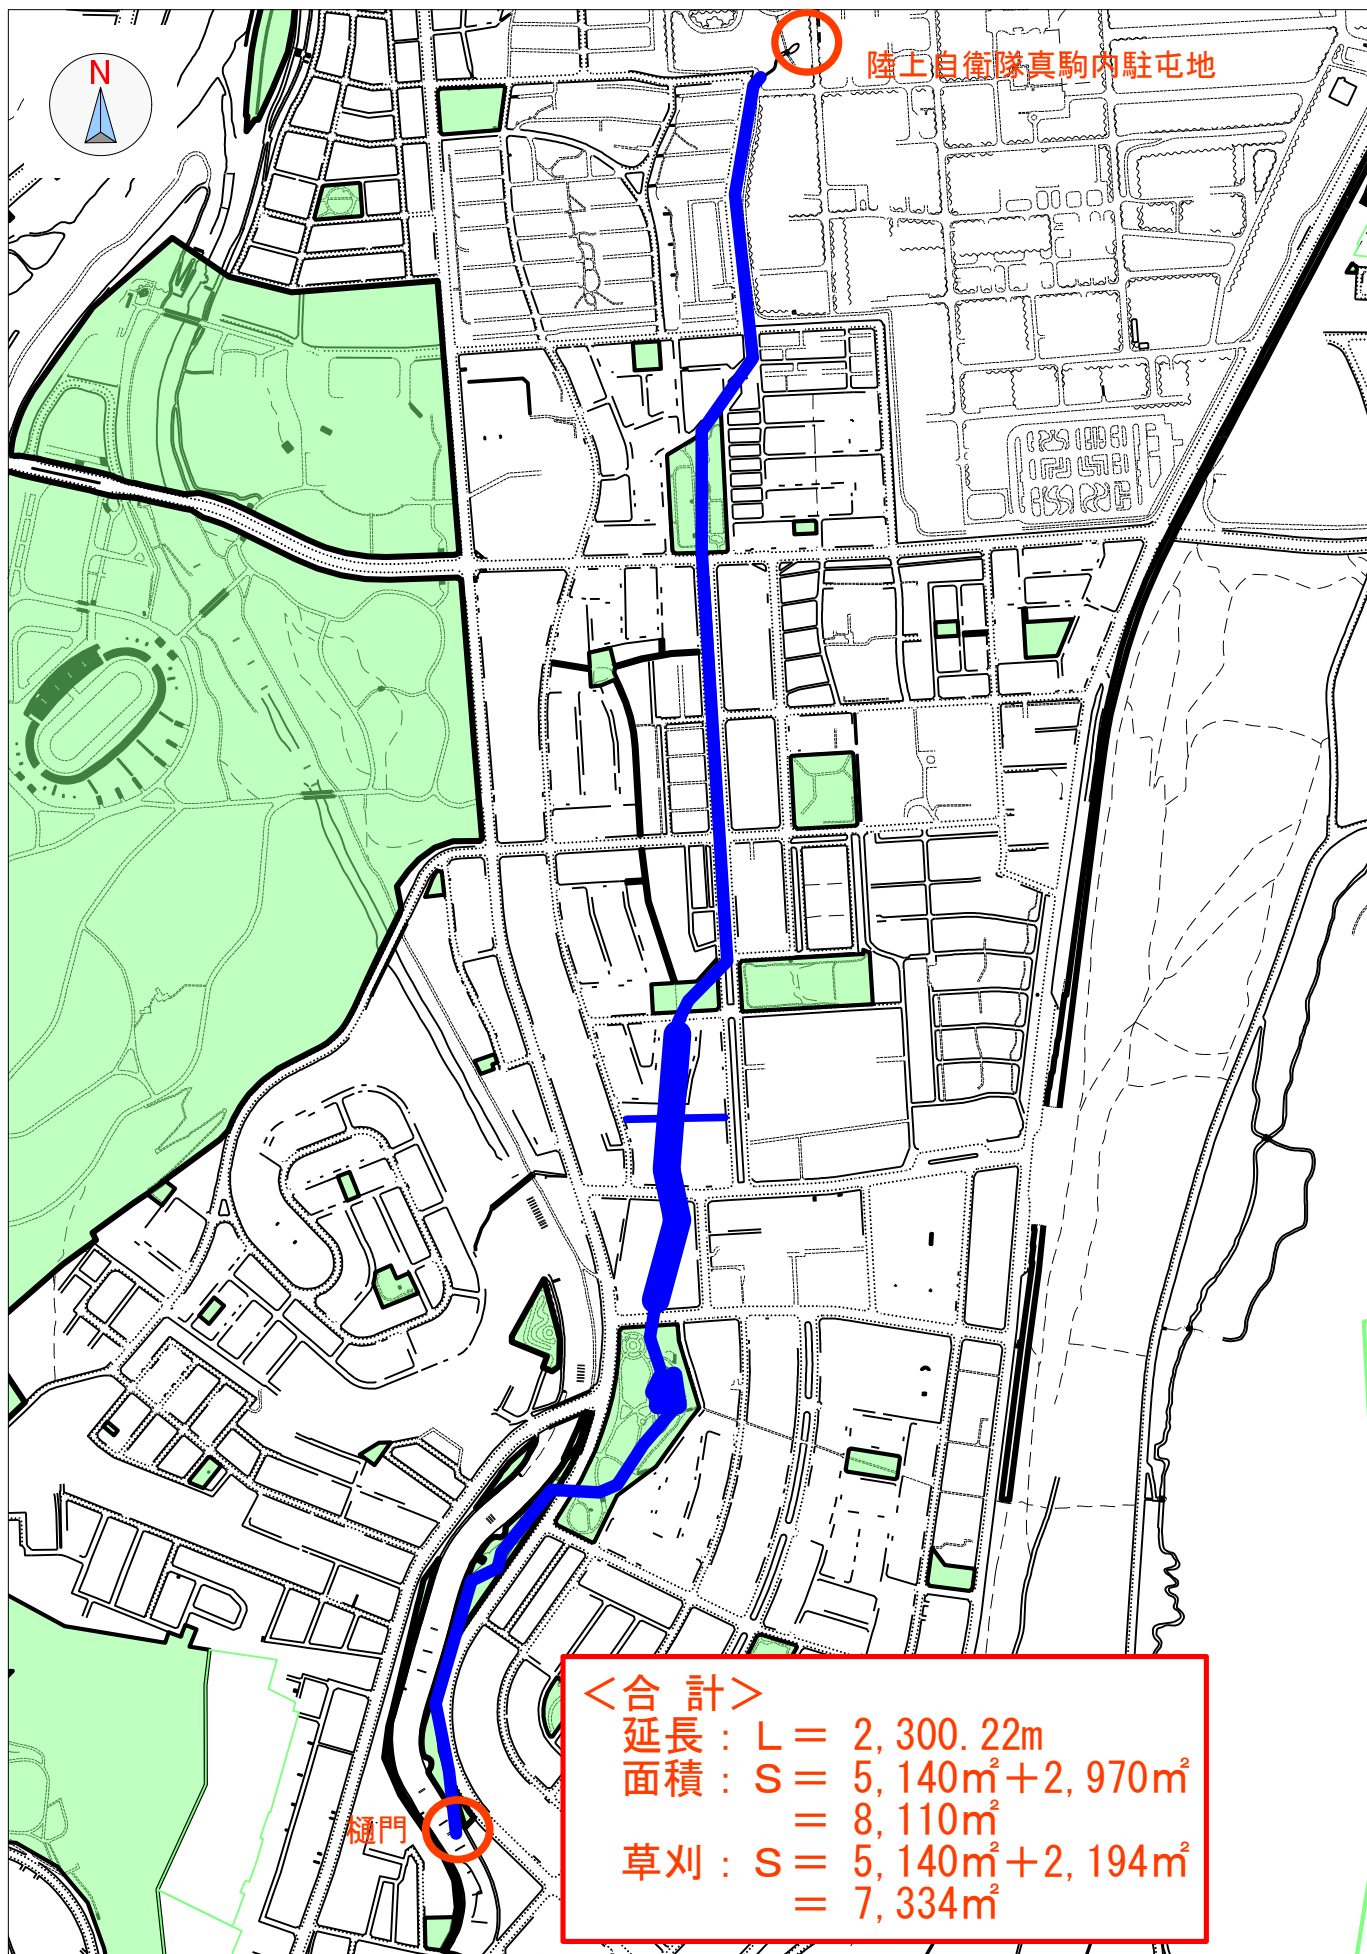 N
陸上自衛隊真駒内駐屯地
＜合 計＞
延長：Ｌ＝ 2,300.22m
面積：Ｓ＝ 5,140㎡＋2,970㎡
＝ 8,110㎡
草刈：Ｓ＝ 5,140㎡＋2,194㎡
＝ 7,334㎡
樋門